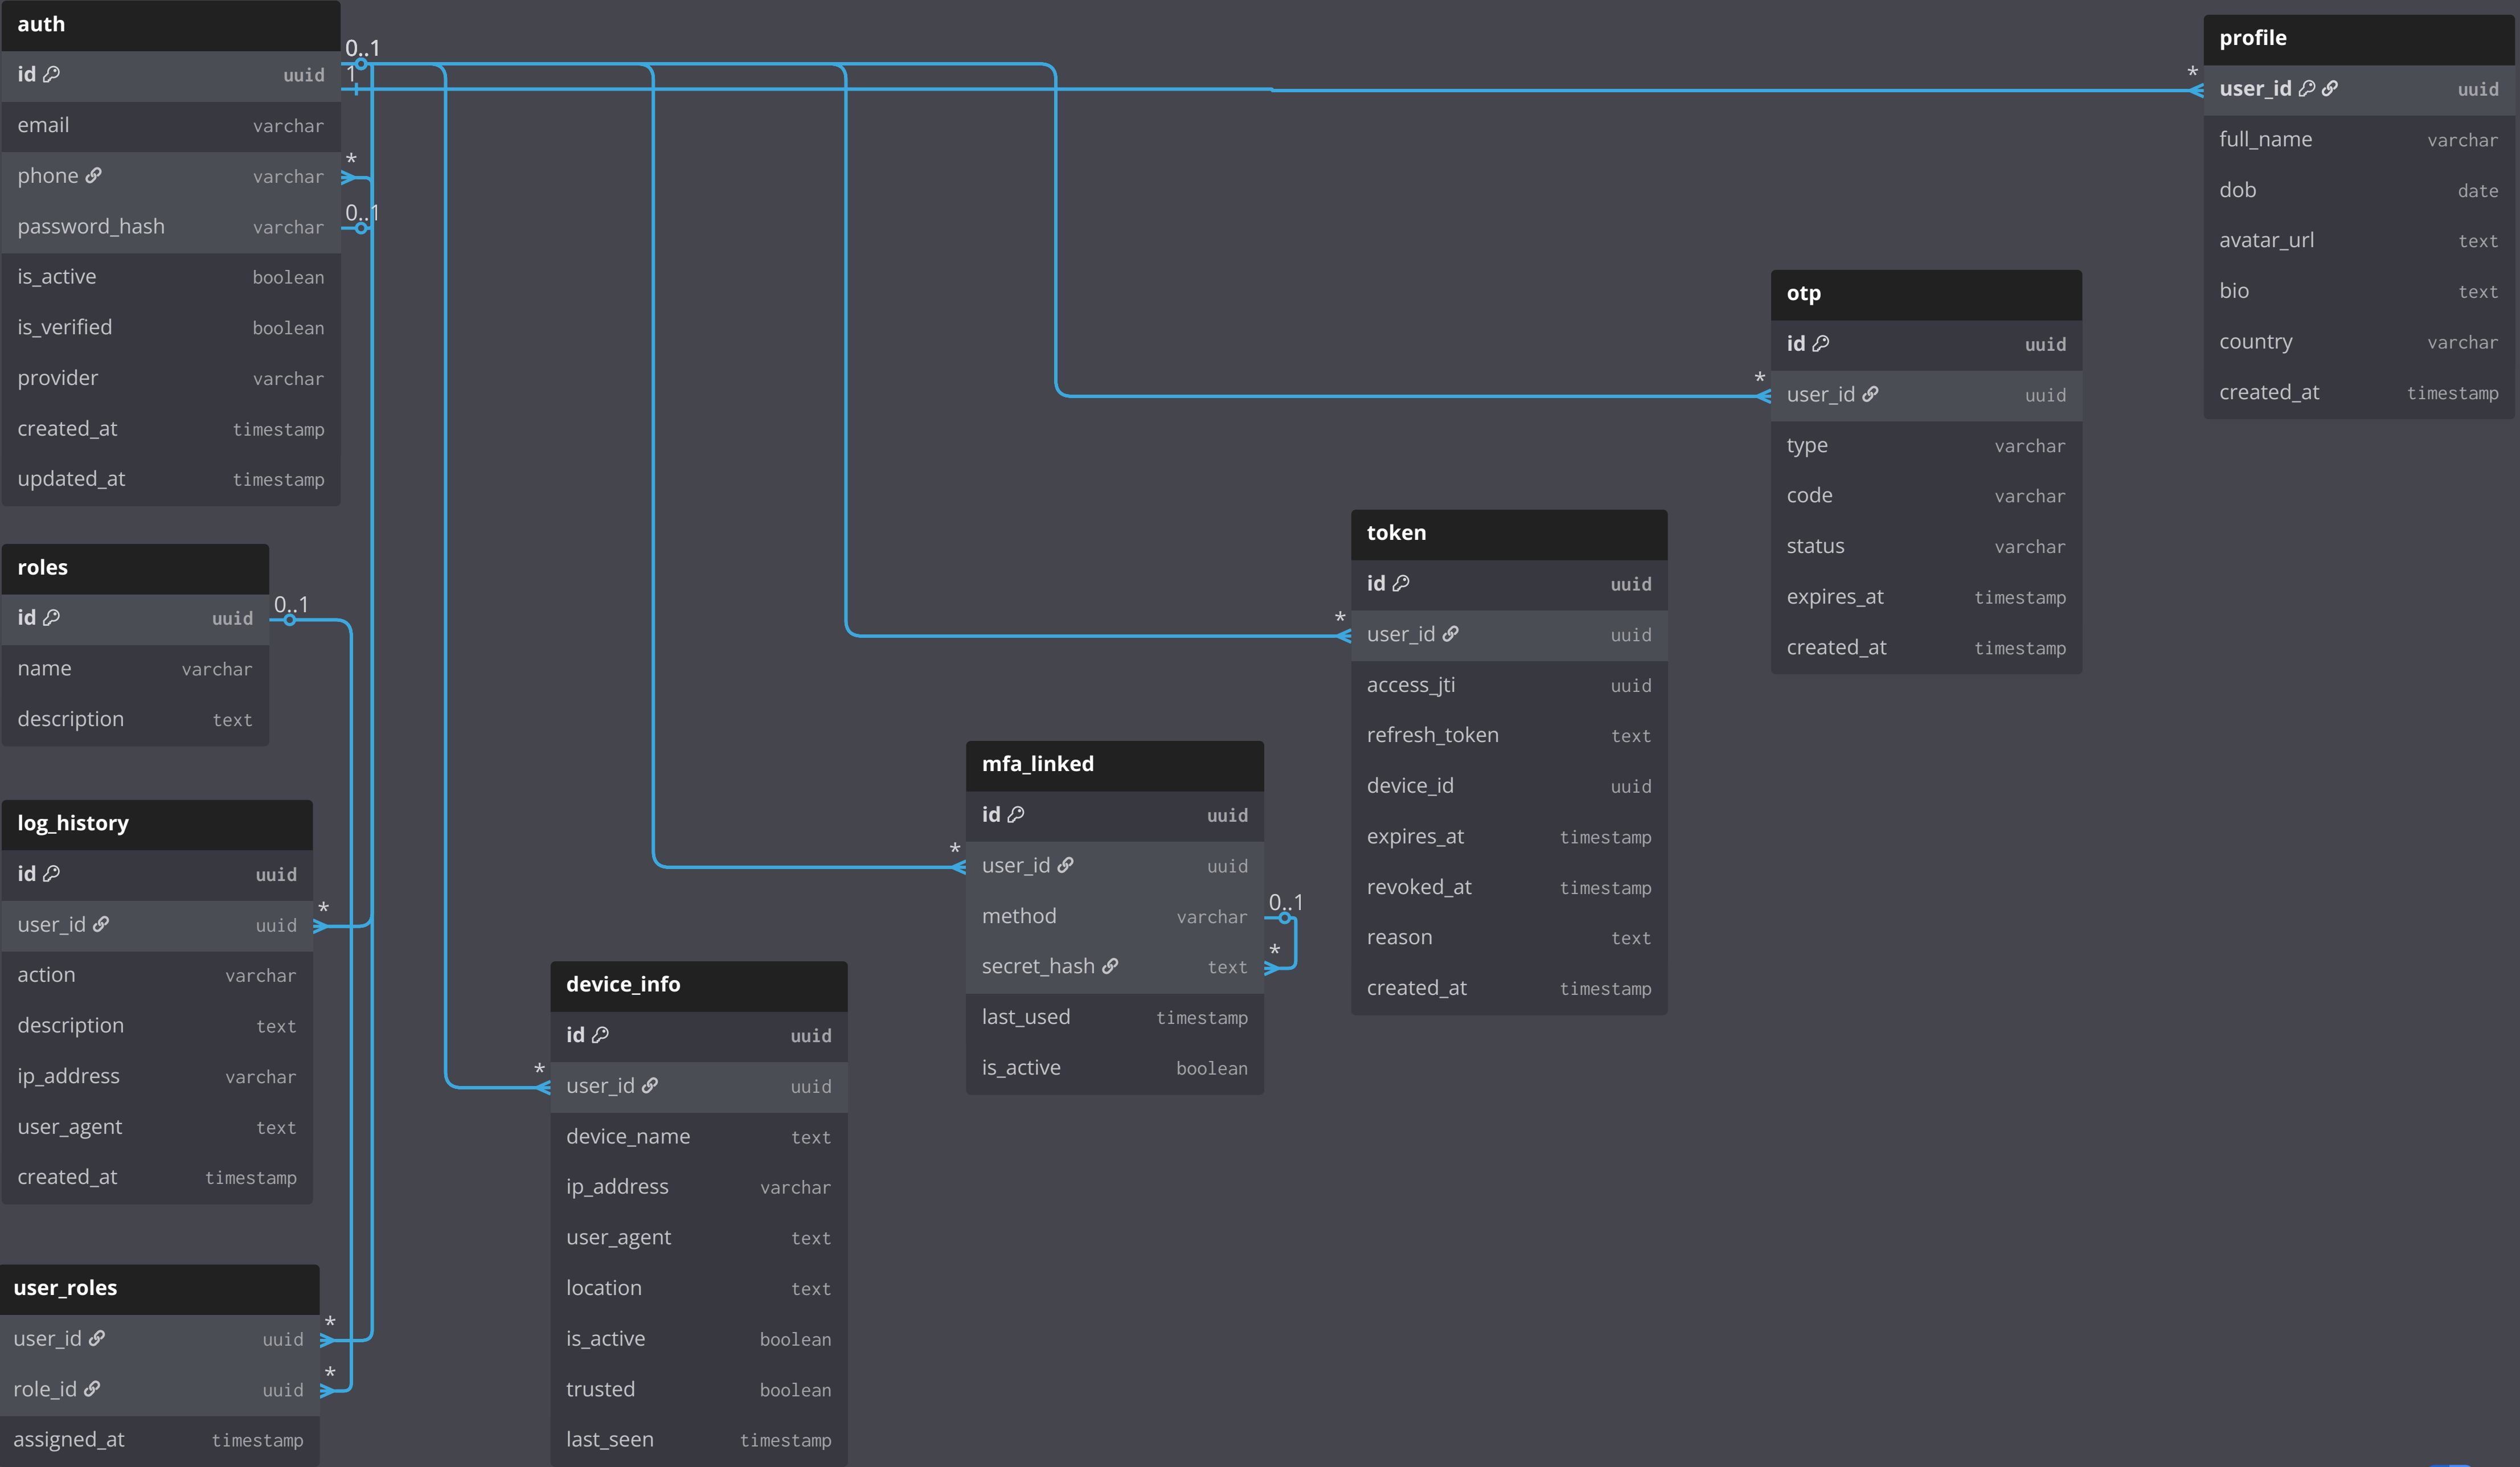 auth
0..1
id uuid
1
email varchar
*
phone varchar
0..1
password_hash varchar
is_active boolean
is_verified boolean
provider varchar
created_at timestamp
updated_at timestamp
roles
0..1
id uuid
name varchar
description text
log_history
id uuid
*
user_id uuid
action varchar
description text
ip_address varchar
user_agent text
created_at timestamp
user_roles
*
user_id uuid
*
role_id uuid
assigned_at timestamp
device_info
id uuid
*
user_id uuid
device_name text
ip_address varchar
user_agent text
location text
is_active boolean
trusted boolean
last_seen timestamp
mfa_linked
id uuid
*
user_id uuid
0..1
method varchar
*
secret_hash text
last_used timestamp
is_active boolean
token
id uuid
*
user_id uuid
access_jti uuid
refresh_token text
device_id uuid
expires_at timestamp
revoked_at timestamp
reason text
created_at timestamp
otp
id uuid
*
user_id uuid
type varchar
code varchar
status varchar
expires_at timestamp
created_at timestamp
profile
*
user_id uuid
full_name varchar
dob date
avatar_url text
bio text
country varchar
created_at timestamp